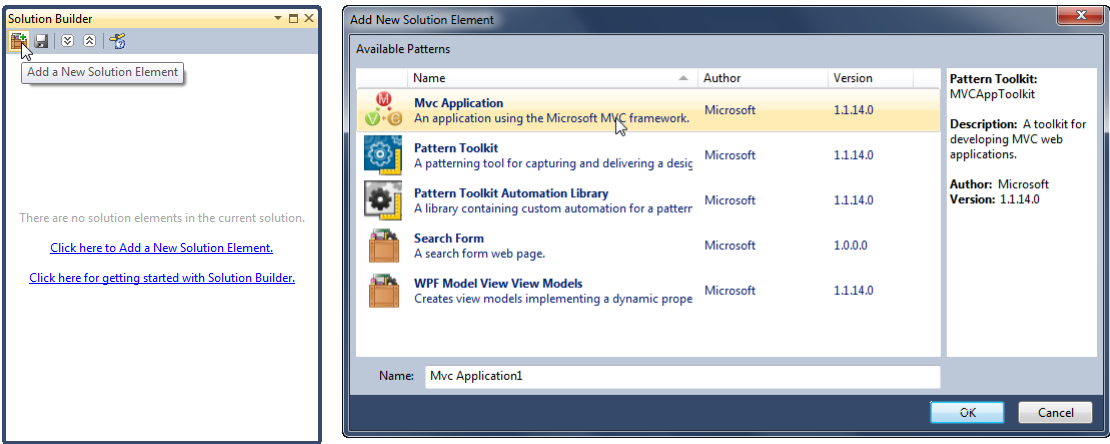 Solution Builder
Add a New Solution Element
There are no solution elements in the current solution.
Click here to Add a New Solution Element.
Click here for getting started with Solution Builder.
Add New Solution Element
Available Patterns
Name Author Version
Mvc Application
An application using the Microsoft MVC framework.
Microsoft 1.1.14.0
Pattern Toolkit
A patterning tool for capturing and delivering a desig
Microsoft 1.1.14.0
Pattern Toolkit Automation Library
A library containing custom automation for a pattern
Microsoft 1.1.14.0
Search Form
A search form web page.
Microsoft 1.0.0.0
WPF Model View View Models
Creates view models implementing a dynamic prope
Microsoft 1.1.14.0
M
V C
Pattern Toolkit:
MVCAppToolkit
Description: A toolkit for
developing MVC web
applications.
Author: Microsoft
Version: 1.1.14.0
Name: Mvc Application1
OK Cancel